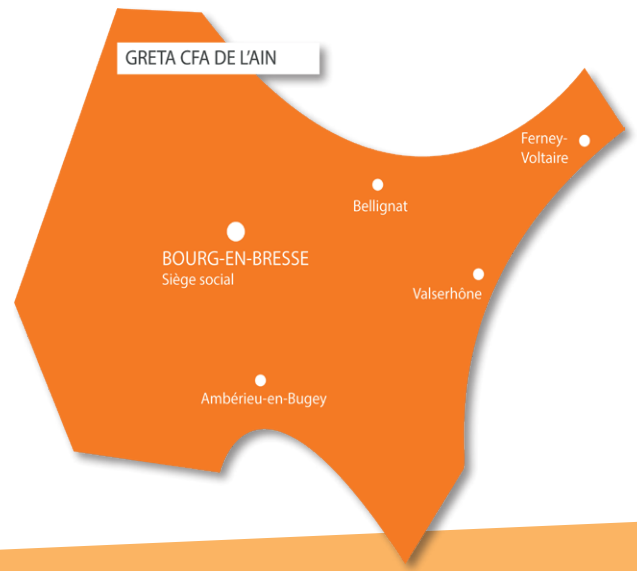 GRETA CFA DE L'AIN
Ferney-
Voltaire
Bellignat
BOURG-EN-BRESSE
Siège social
Valserhône
Ambérieu-en-Bugey